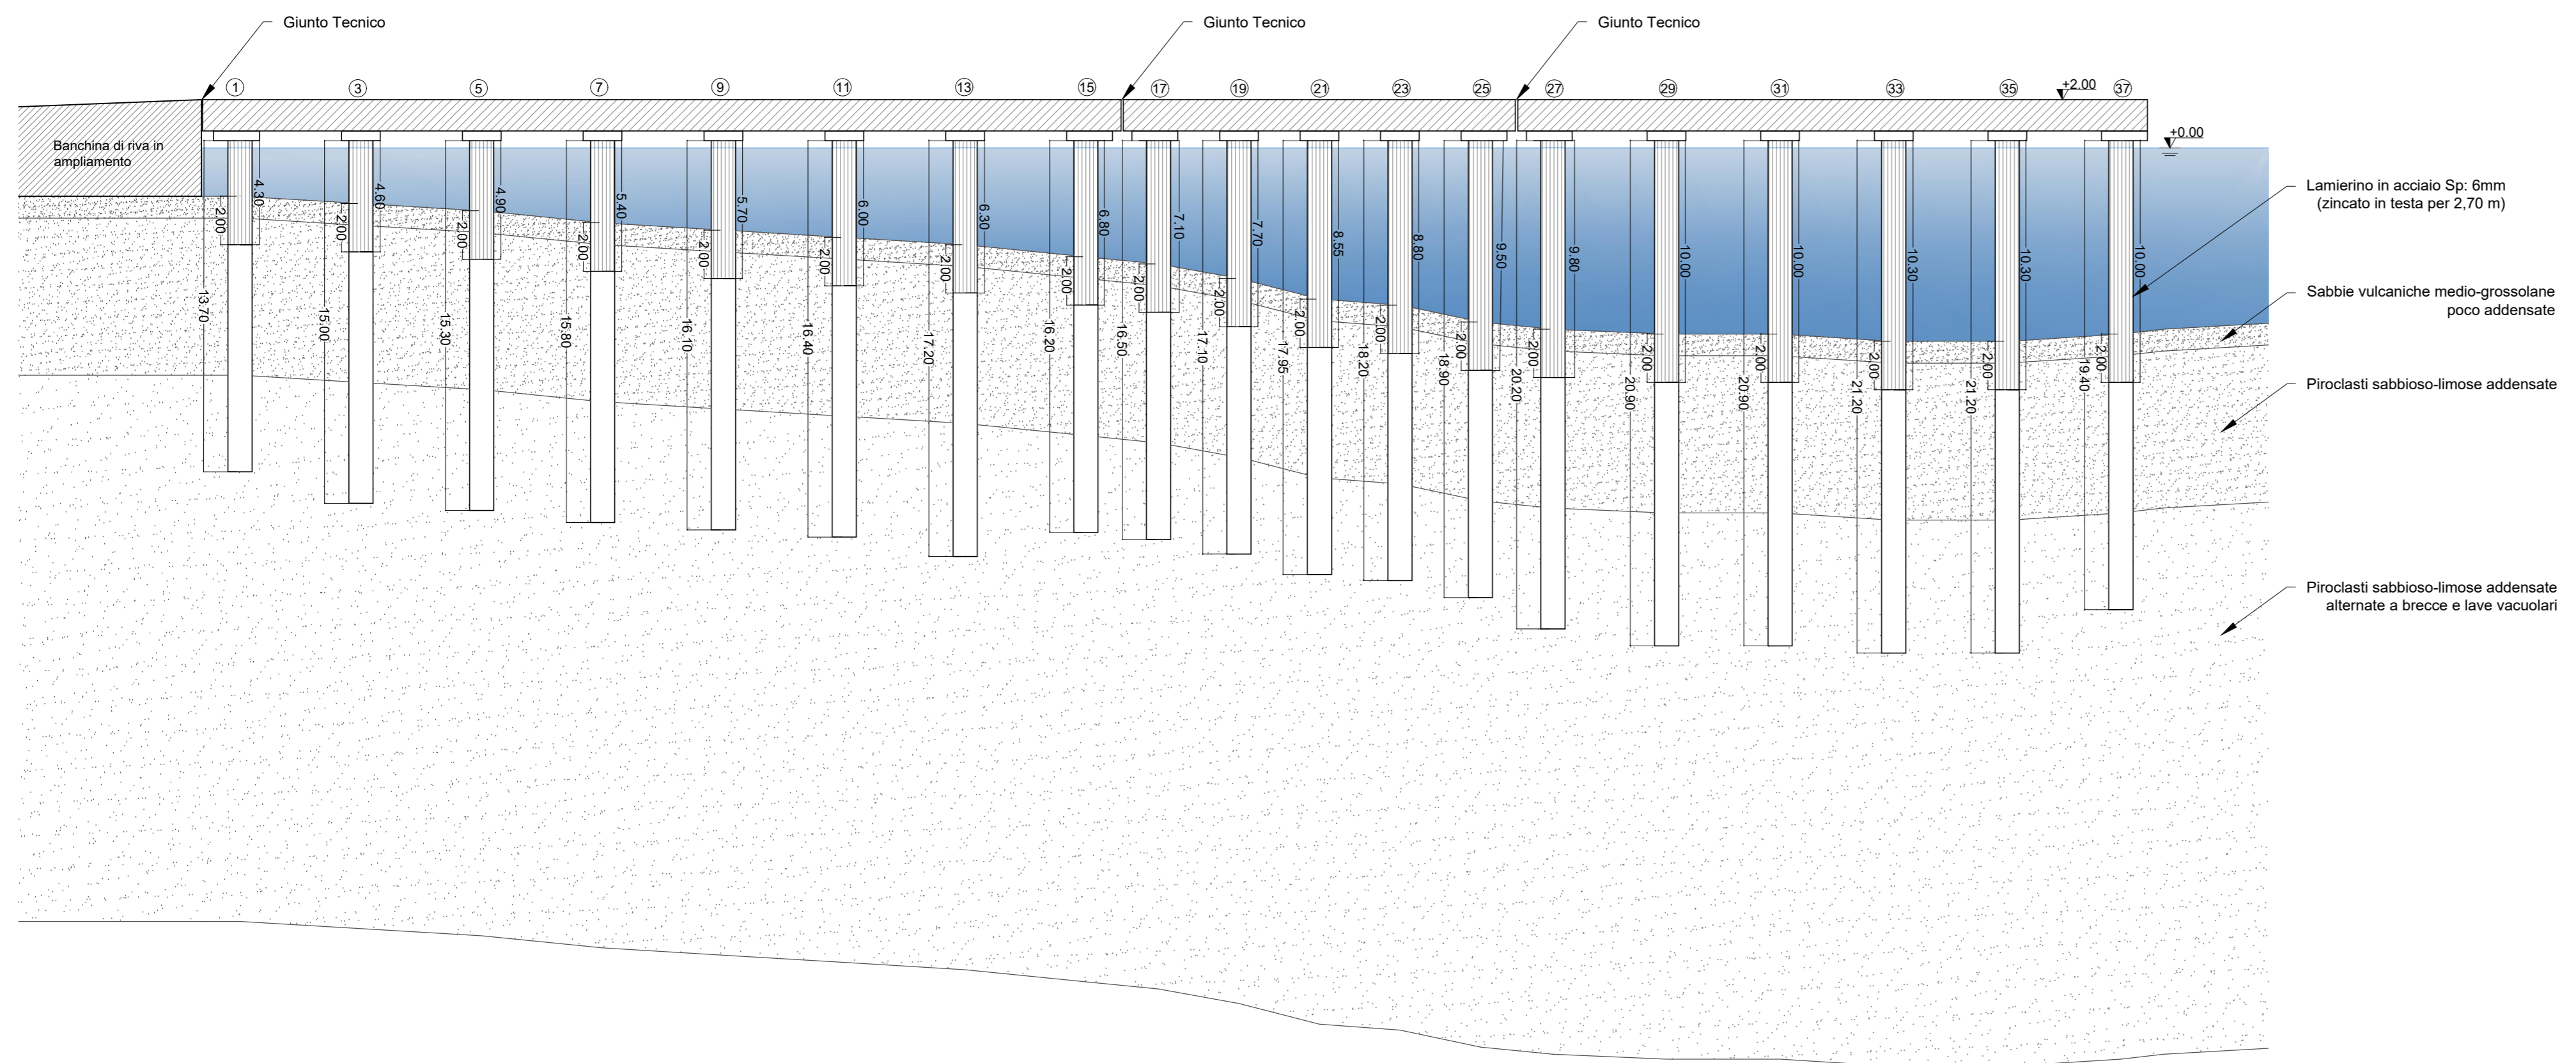 Giunto Tecnico
Giunto Tecnico
Giunto Tecnico
1 3 5 7 9 11 13 15 17 19 21 23 25 27 29 31 33 35 37
+2.00
+0.00
Banchina di riva in
ampliamento
4.30 4.60 4.90 5.40 5.70 6.00 6.30 6.80 7.10 7.70 8.55 8.80 9.50 9.80 10.00 10.00 10.30 10.30 10.00
2.00 2.00 2.00 2.00 2.00 2.00 2.00 2.00 2.00 2.00 2.00 2.00 2.00 2.00 2.00 2.00 2.00 2.00 2.00
13.70 15.00 15.30 15.80 16.10 16.40 17.20 16.20 16.50 17.10 17.95 18.20 18.90 20.20 20.90 20.90 21.20 21.20 19.40
Lamierino in acciaio Sp: 6mm
(zincato in testa per 2,70 m)
Sabbie vulcaniche medio-grossolane
poco addensate
Piroclasti sabbioso-limose addensate
Piroclasti sabbioso-limose addensate
alternate a brecce e lave vacuolari